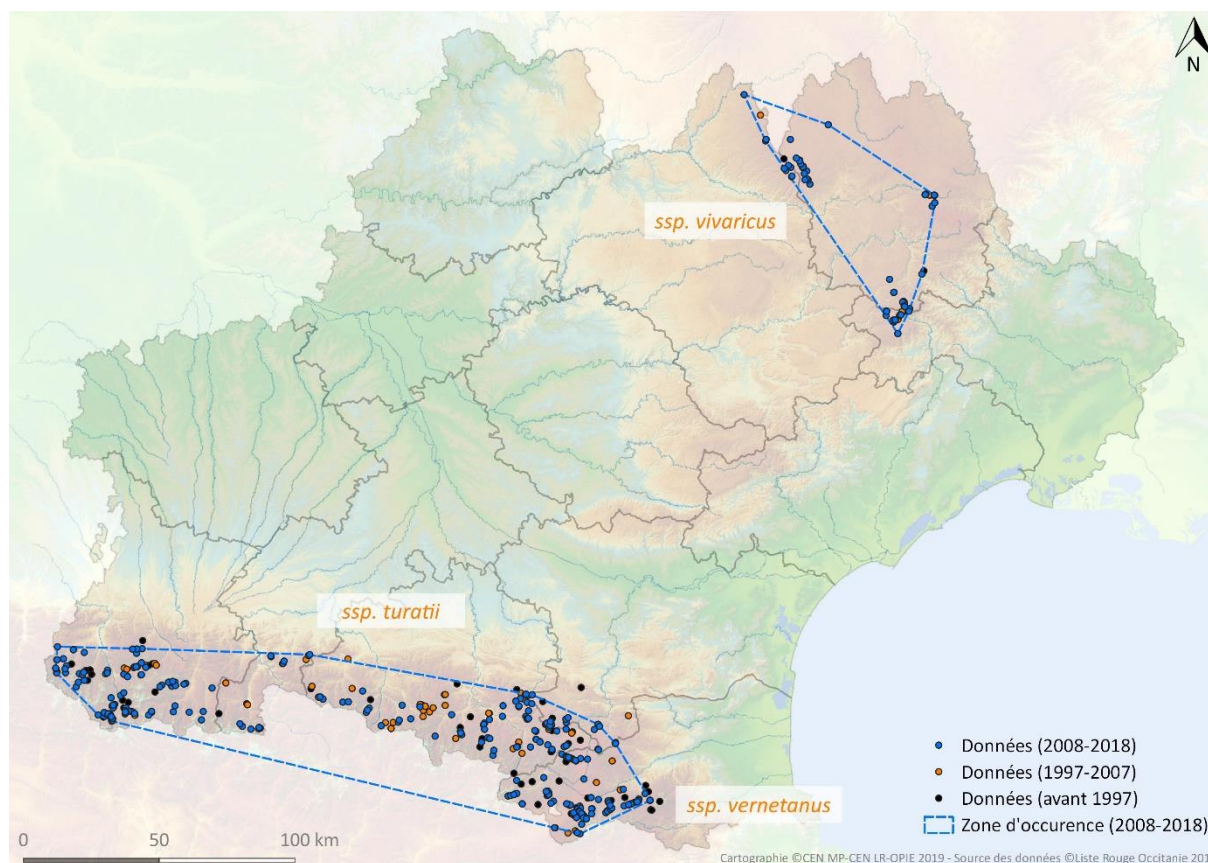 N
ssp. vivaricus
ssp. turatii
ssp. vernetanus
Données (2008-2018)
Données (1997-2007)
Données (avant 1997)
Zone d'occurence (2008-2018)
0 50 100 km
Cartographie ©CEN MP-CEN LR-OPIE 2019 - Source des données ©Liste Rouge Occitanie 201